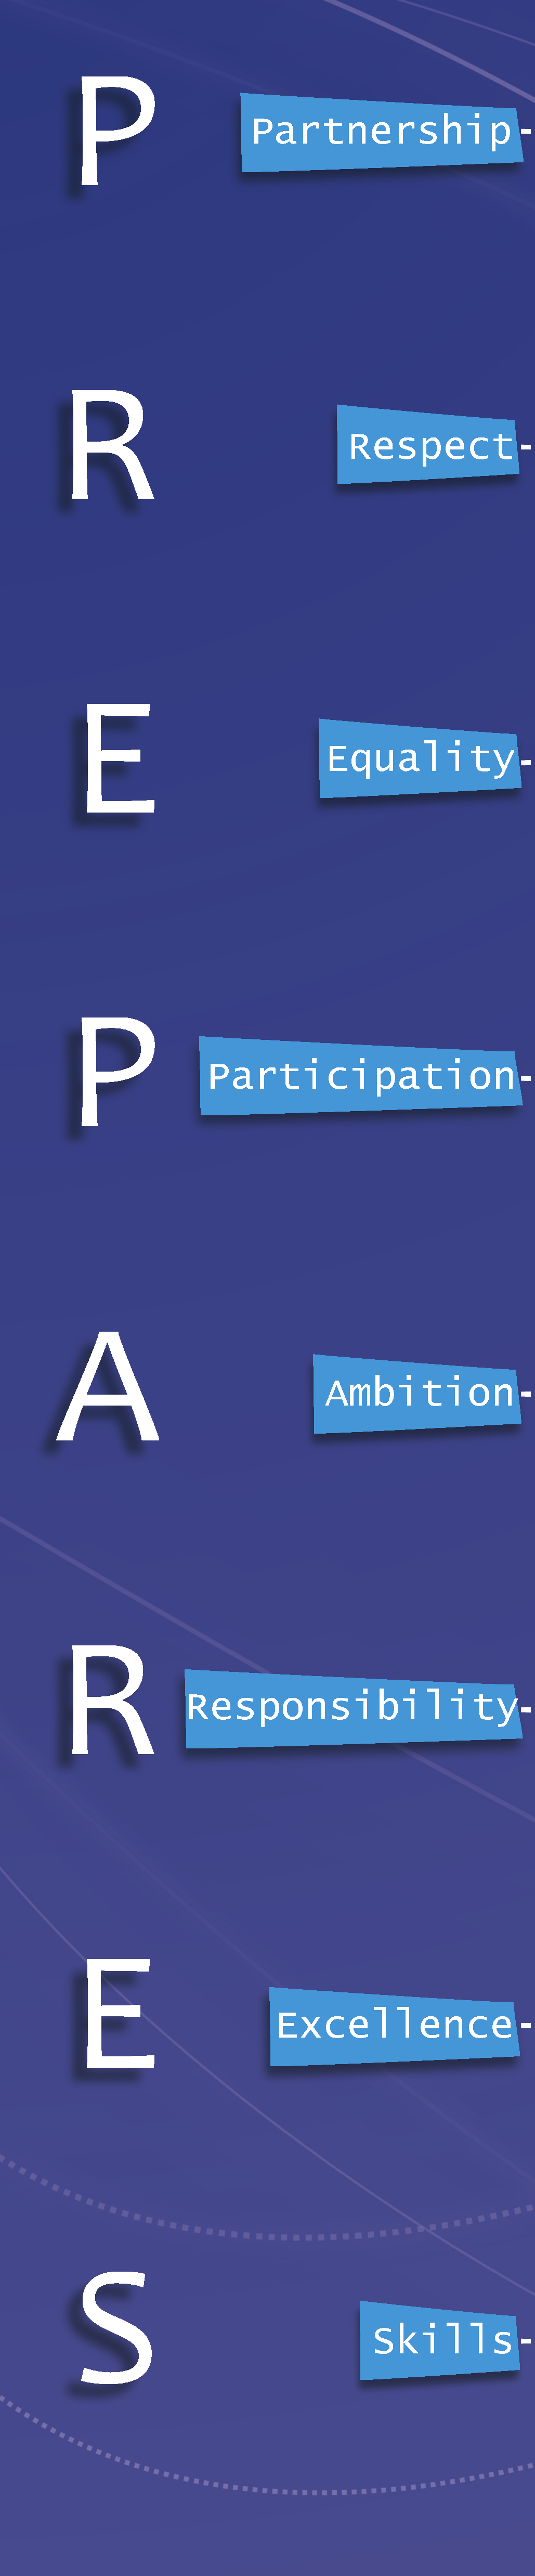 P Partnership-
R Respect-
E Equality-
P Participation-
A Ambition-
R Responsibility-
E Excellence-
S Skills-